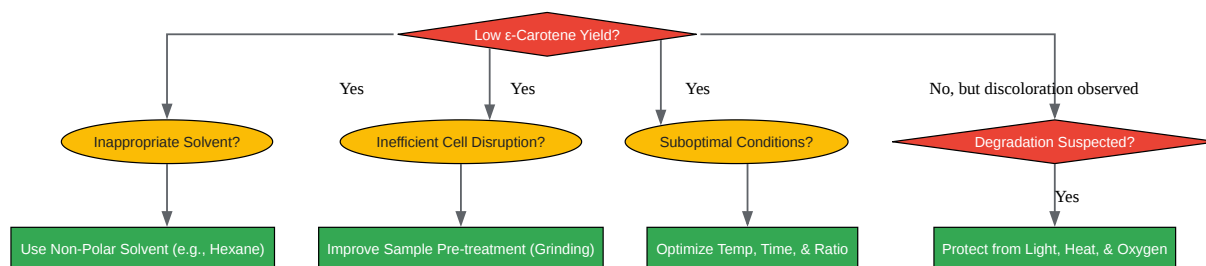 Low ε-Carotene Yield?
Yes
Yes
Yes
No, but discoloration observed
Inappropriate Solvent?
Inefficient Cell Disruption?
Suboptimal Conditions?
Degradation Suspected?
Yes
Use Non-Polar Solvent (e.g., Hexane)
Improve Sample Pre-treatment (Grinding)
Optimize Temp, Time, & Ratio
Protect from Light, Heat, & Oxygen